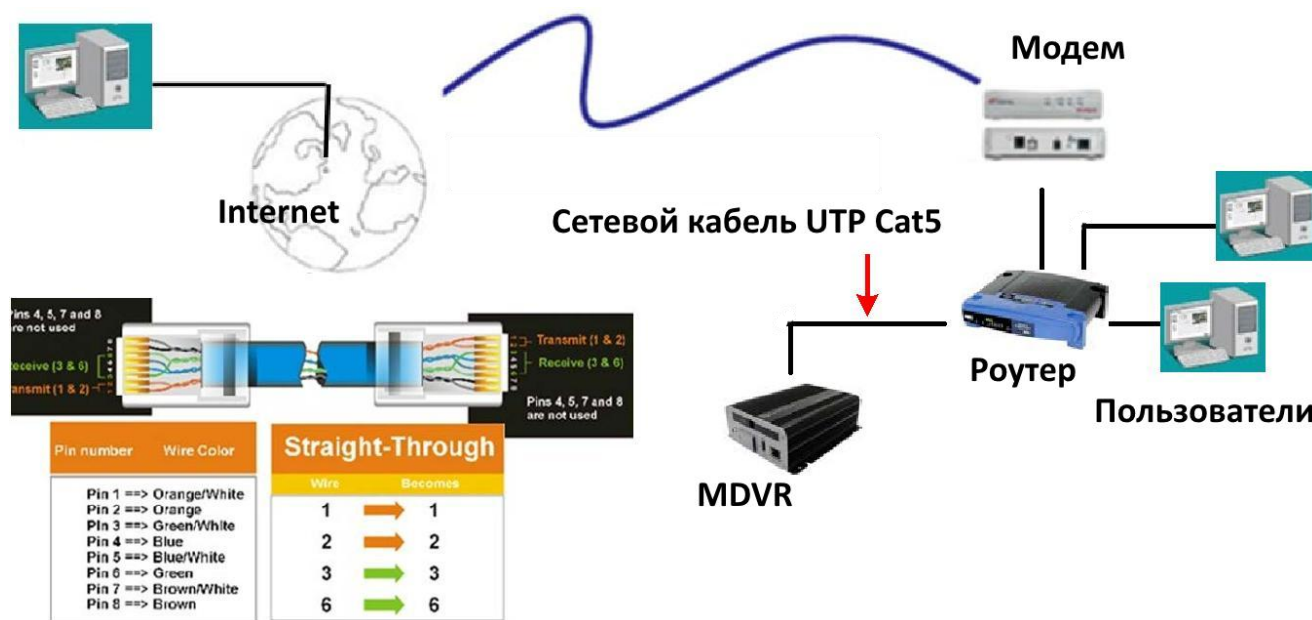 Модем
Internet
Сетевой кабель UTP Cat5
Роутер
Пользователи
MDVR
Pins 4, 5, 7 and 8
are not used
Receive (3 & 6)
Transmit (1 & 2)
Transmit (1 & 2)
Receive (3 & 6)
Pins 4, 5, 7 and 8
are not used
Pin number Wire Color
Pin 1 ==> Orange/White
Pin 2 ==> Orange
Pin 3 ==> Green/White
Pin 4 ==> Blue
Pin 5 ==> Blue/White
Pin 6 ==> Green
Pin 7 ==> Brown/White
Pin 8 ==> Brown
Straight-Through
Wire Becomes
1 1
2 2
3 3
6 6